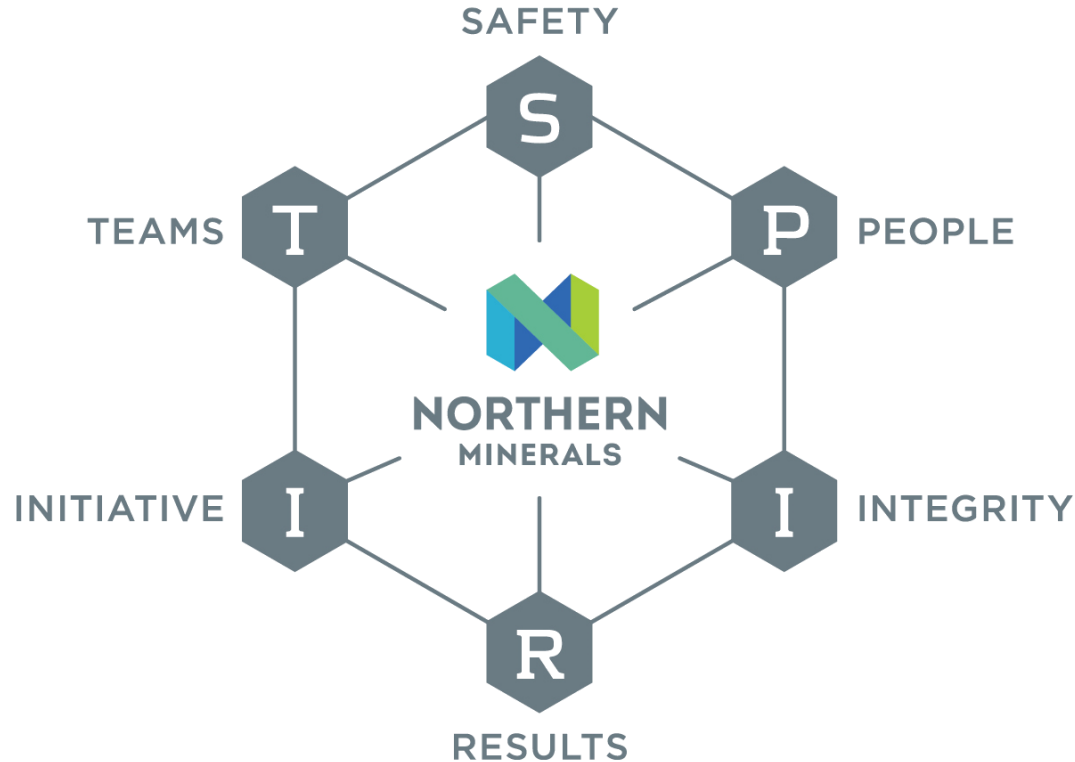 SAFETY
S
T
P
TEAMS
PEOPLE
NORTHERN
MINERALS
INITIATIVE
I
I
INTEGRITY
R
RESULTS